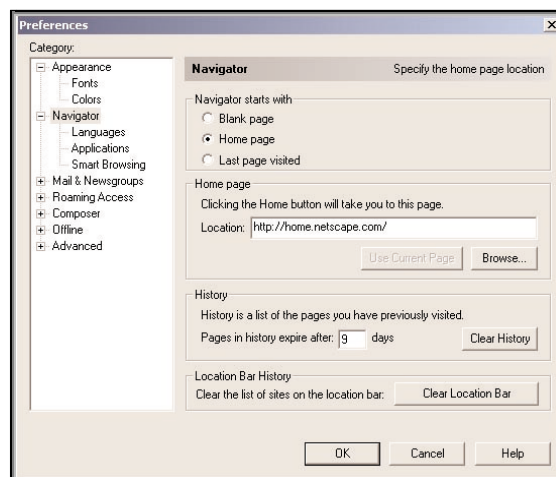 Preferences
Category:
Appearance
Fonts
Colors
Navigator
Languages
Applications
Smart Browsing
Mail & Newsgroups
Roaming Access
Composer
Offline
Advanced
Navigator Specify the home page location
Navigator starts with
Blank page
Home page
Last page visited
Home page
Clicking the Home button will take you to this page.
Location: http://home.netscape.com/
Use Current Page Browse...
History
History is a list of the pages you have previously visited.
Pages in history expire after: 9 days Clear History
Location Bar History
Clear the list of sites on the location bar: Clear Location Bar
OK Cancel Help